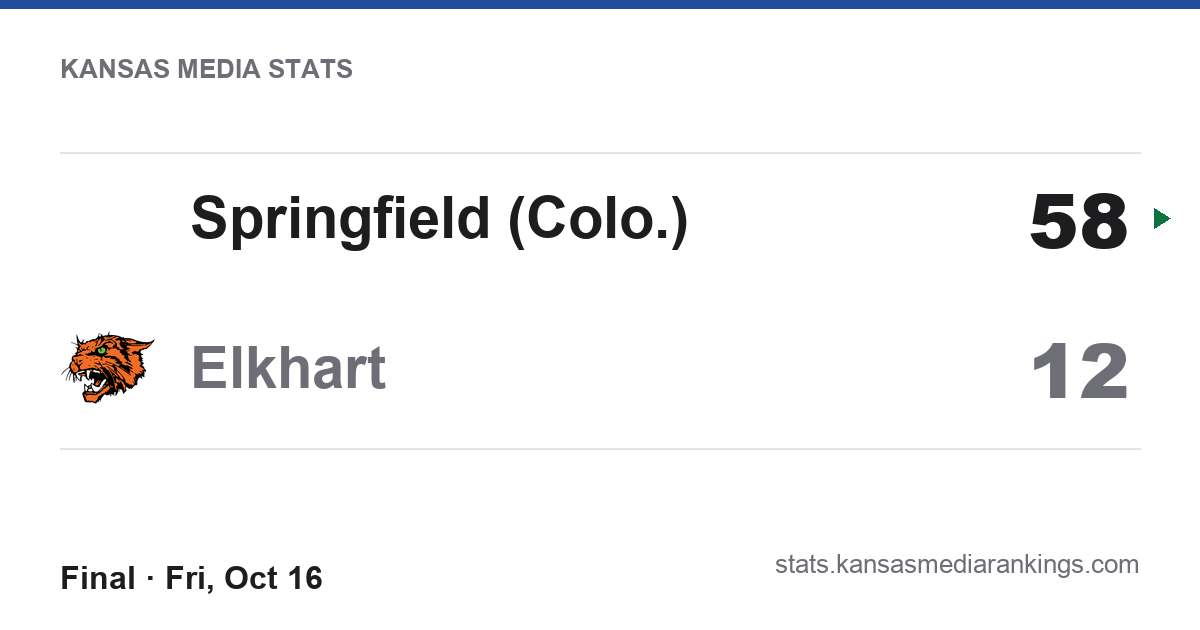 KANSAS MEDIA STATS
Springfield (Colo.) 58
Elkhart 12
Final · Fri, Oct 16
stats.kansasmediarankings.com